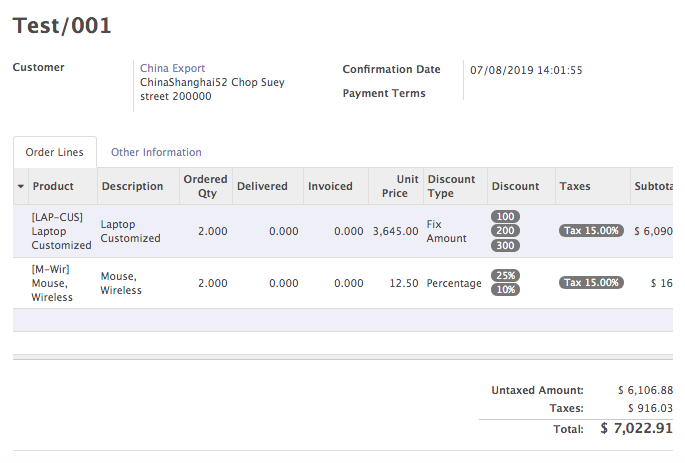 Test/001
Customer
China Export
ChinaShanghai52 Chop Suey
street 200000
Confirmation Date 07/08/2019 14:01:55
Payment Terms
Order Lines Other Information
Product Description Ordered Qty Delivered Invoiced Unit Price Discount Type Discount Taxes Subtota
[LAP-CUS] Laptop Customized Laptop Customized 2.000 0.000 0.000 3,645.00 Fix Amount 100 200 300 Tax 15.00% $ 6,090
[M-Wir] Mouse, Wireless Mouse, Wireless 2.000 0.000 0.000 12.50 Percentage 25% 10% Tax 15.00% $ 16
Untaxed Amount: $ 6,106.88
Taxes: $ 916.03
Total: $ 7,022.91